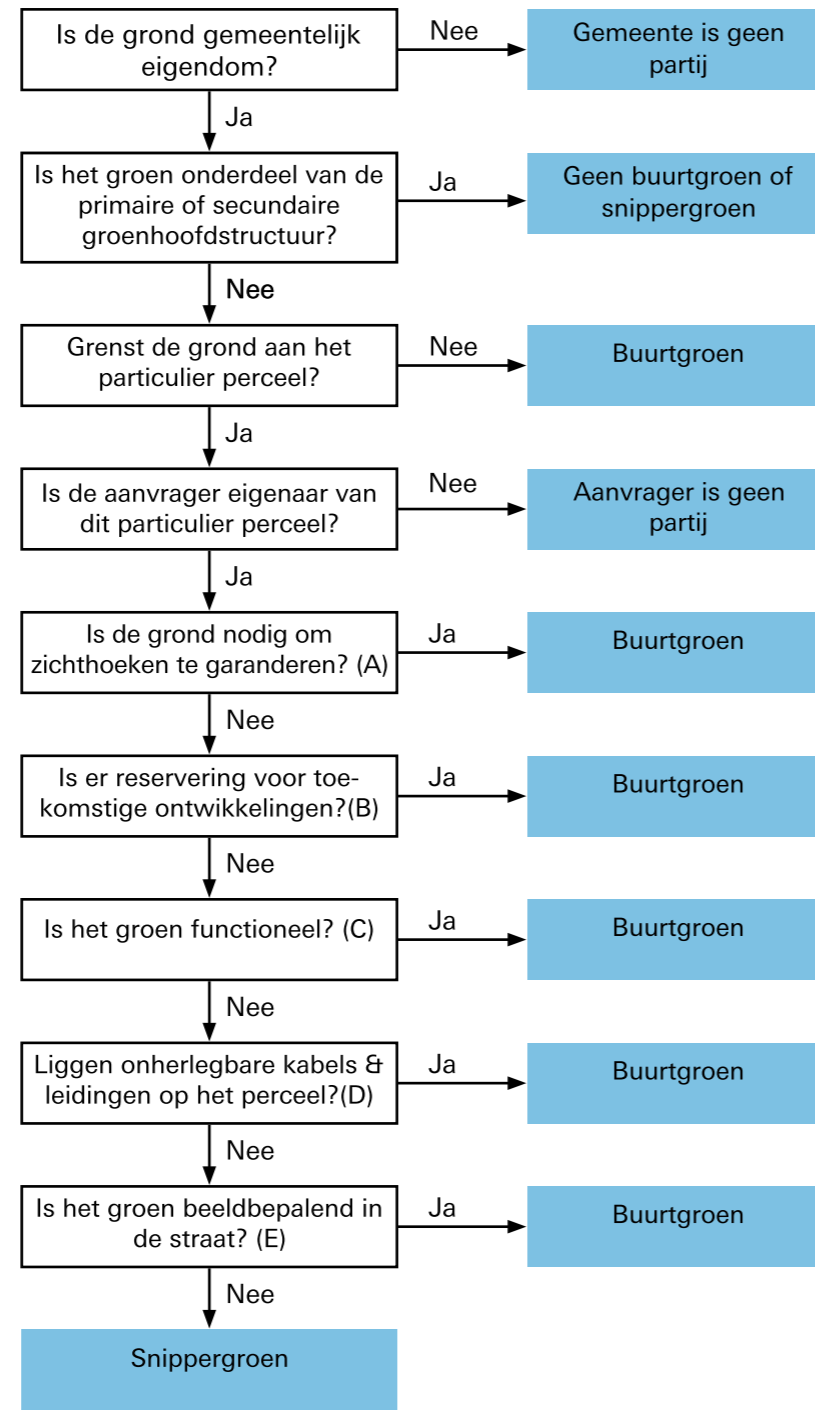 Is de grond gemeentelijk
eigendom?
Nee
Gemeente is geen
partij
Ja
Is het groen onderdeel van de
primaire of secundaire
groenhoofdstructuur?
Ja
Geen buurtgroen of
snippergroen
Nee
Grenst de grond aan het
particulier perceel?
Nee
Buurtgroen
Ja
Is de aanvrager eigenaar van
dit particulier perceel?
Nee
Aanvrager is geen
partij
Ja
Is de grond nodig om
zichthoeken te garanderen? (A)
Ja
Buurtgroen
Nee
Is er reservering voor toe-
komstige ontwikkelingen?(B)
Ja
Buurtgroen
Nee
Is het groen functioneel? (C)
Ja
Buurtgroen
Nee
Liggen onherlegbare kabels &
leidingen op het perceel?(D)
Ja
Buurtgroen
Nee
Is het groen beeldbepalend in
de straat? (E)
Ja
Buurtgroen
Nee
Snippergroen